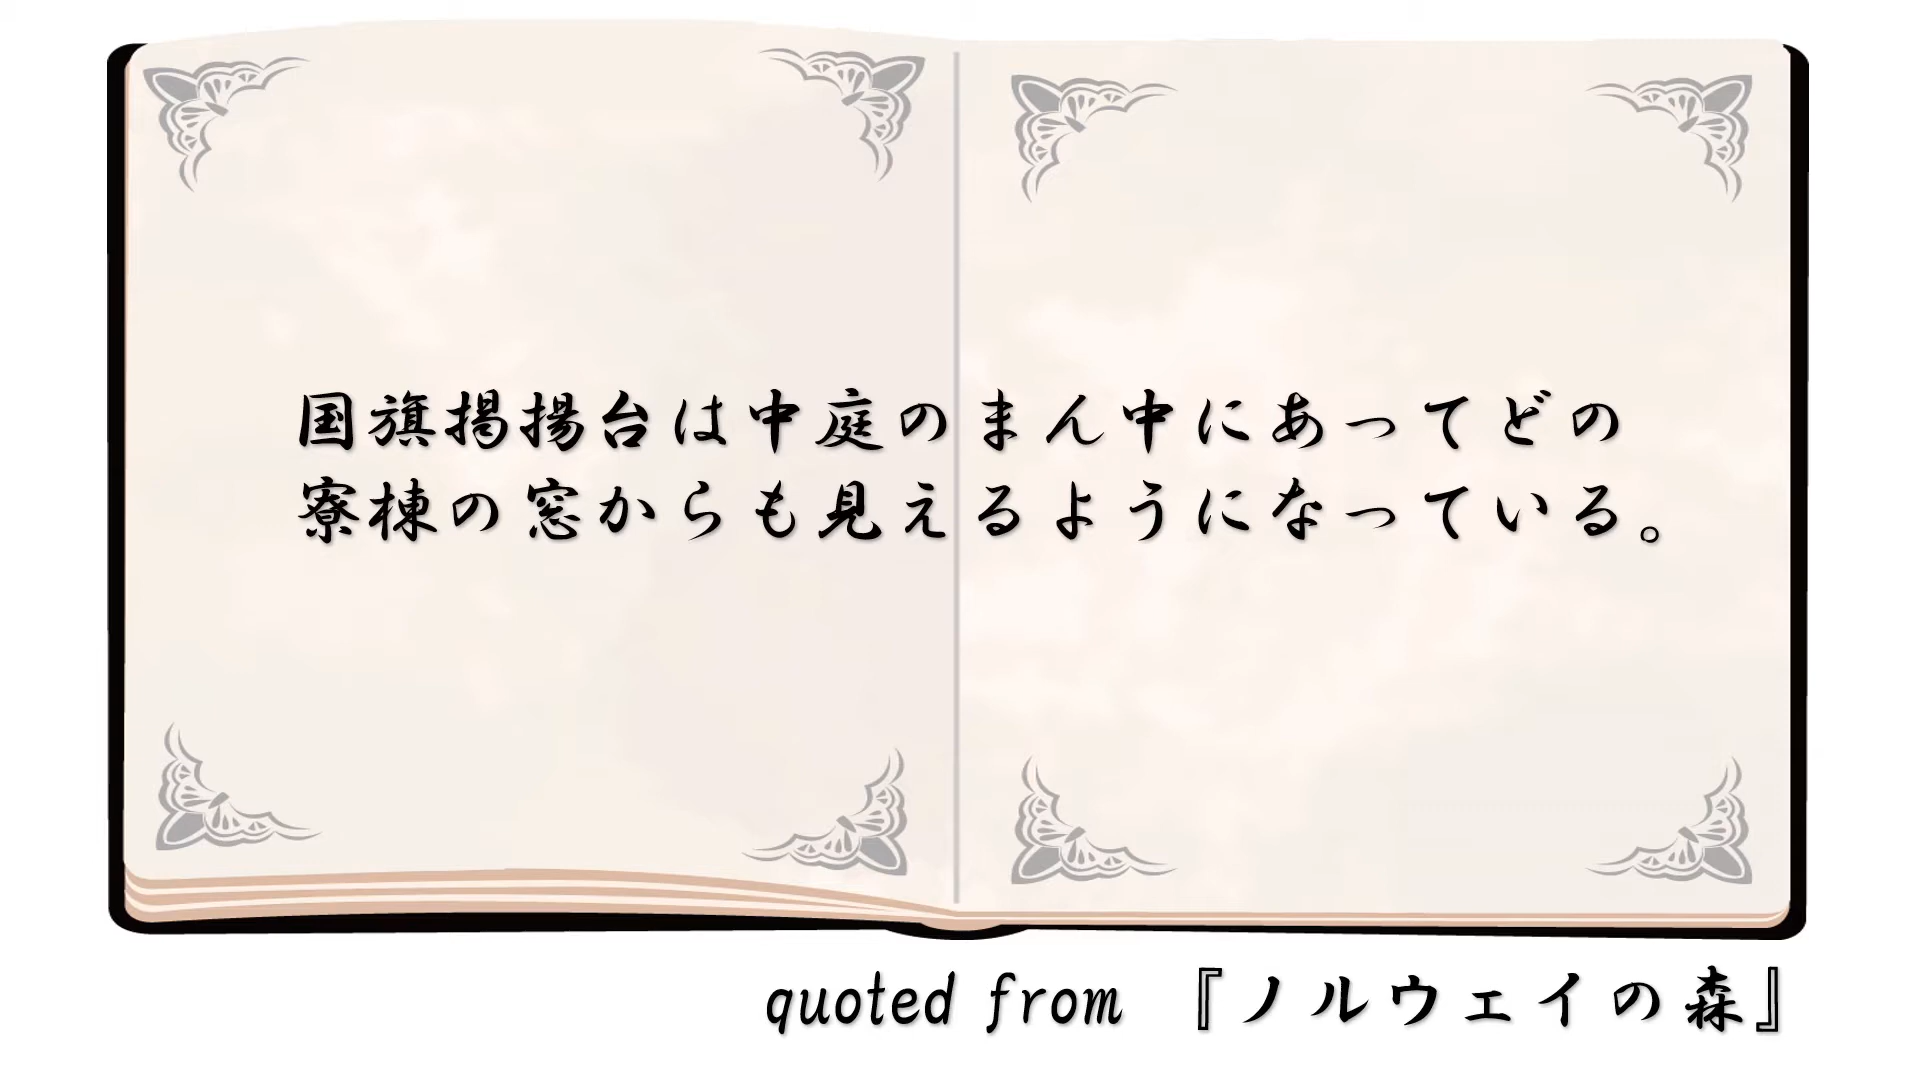 国旗掲揚台は中庭のまん中にあってどの
寮棟の窓からも見えるようになっている。
quoted from 『ノルウェイの森』